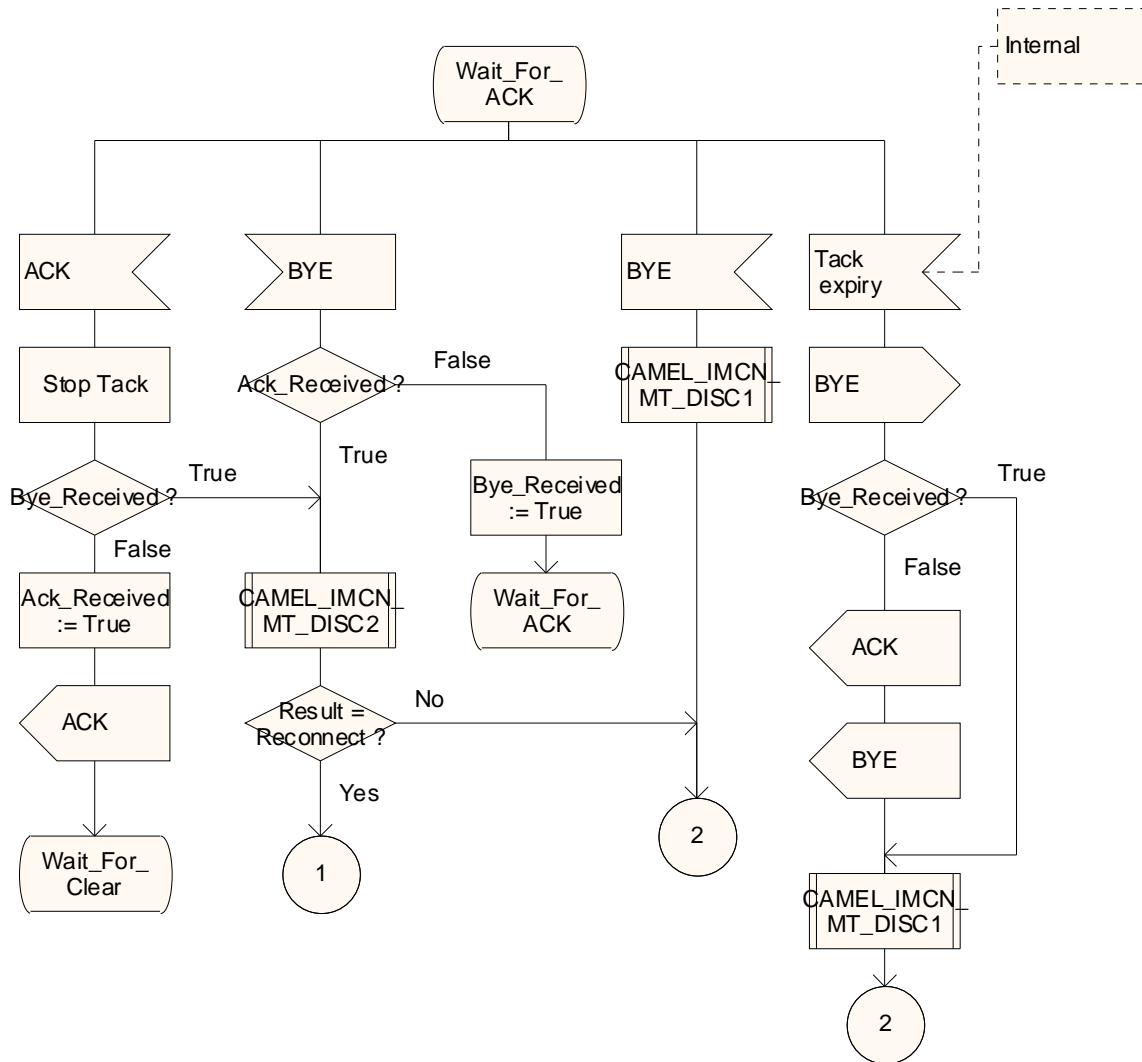 Internal
Wait_For_
ACK
ACK
BYE
BYE
Tack
expiry
Stop Tack
Ack_Received ?
False
CAMEL_IMCN_
MT_DISC1
BYE
True
Bye_Received ?
True
Bye_Received
:= True
Bye_Received ?
True
False
False
Ack_Received
:= True
CAMEL_IMCN_
MT_DISC2
Wait_For_
ACK
ACK
ACK
Result =
Reconnect ?
No
BYE
Yes
2
1
Wait_For_
Clear
CAMEL_IMCN_
MT_DISC1
2